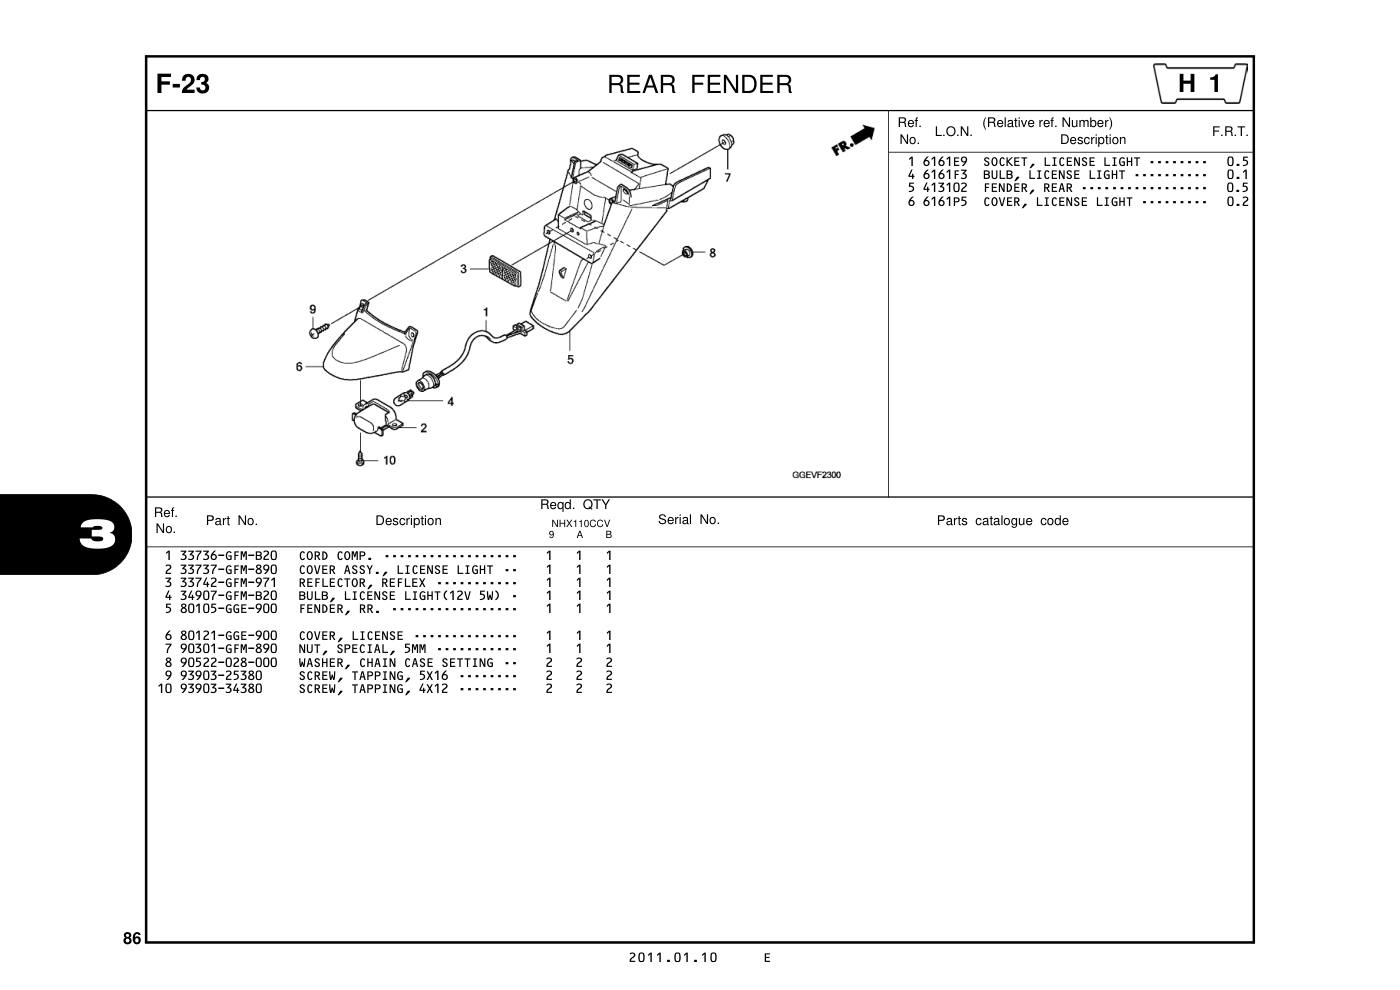 F-23 REAR FENDER H 1
FR.
7
8
3
9
1
5
6
4
2
10
GGEVF2300
Ref. No. L.O.N. (Relative ref. Number) Description F.R.T.
1 6161E9 SOCKET, LICENSE LIGHT -------- 0.5
4 6161F3 BULB, LICENSE LIGHT ---------- 0.1
5 413102 FENDER, REAR ----------------- 0.5
6 6161P5 COVER, LICENSE LIGHT --------- 0.2
3
Ref. No. Part No. Description Reqd. QTY Serial No. Parts catalogue code
NHX110CCV
9 A B
1 33736-GFM-B20 CORD COMP. ------------------ 1 1 1
2 33737-GFM-890 COVER ASSY., LICENSE LIGHT -- 1 1 1
3 33742-GFM-971 REFLECTOR, REFLEX ----------- 1 1 1
4 34907-GFM-B20 BULB, LICENSE LIGHT(12V 5W) - 1 1 1
5 80105-GGE-900 FENDER, RR. ----------------- 1 1 1
6 80121-GGE-900 COVER, LICENSE -------------- 1 1 1
7 90301-GFM-890 NUT, SPECIAL, 5MM ----------- 1 1 1
8 90522-028-000 WASHER, CHAIN CASE SETTING -- 2 2 2
9 93903-25380 SCREW, TAPPING, 5X16 -------- 2 2 2
10 93903-34380 SCREW, TAPPING, 4X12 -------- 2 2 2
86
2011.01.10 E